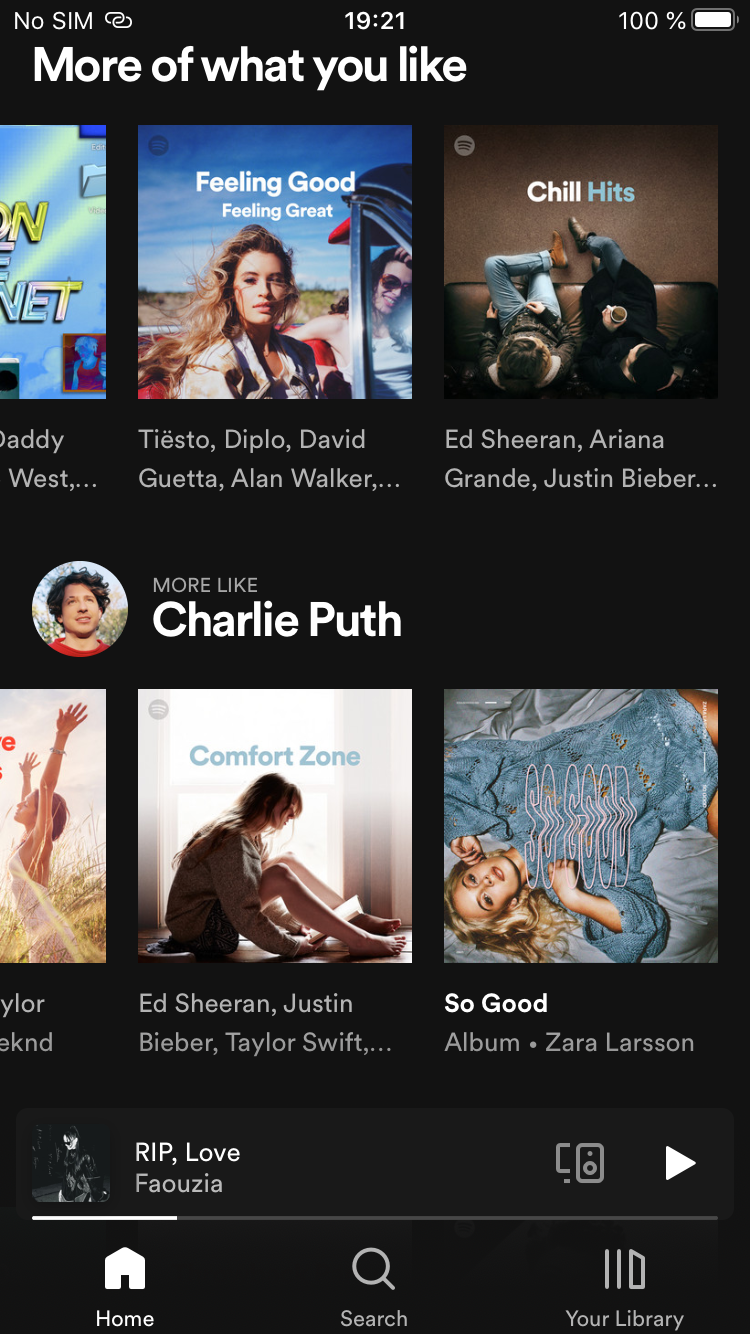 No SIM
19:21
100 %
More of what you like
ON
NET
Feeling Good
Feeling Great
Chill Hits
Daddy
West,...
Tiësto, Diplo, David
Guetta, Alan Walker,...
Ed Sheeran, Ariana
Grande, Justin Bieber...
MORE LIKE
Charlie Puth
Comfort Zone
SO GOOD
ylor
eknd
Ed Sheeran, Justin
Bieber, Taylor Swift,...
So Good
Album • Zara Larsson
RIP, Love
Faouzia
Home
Search
Your Library